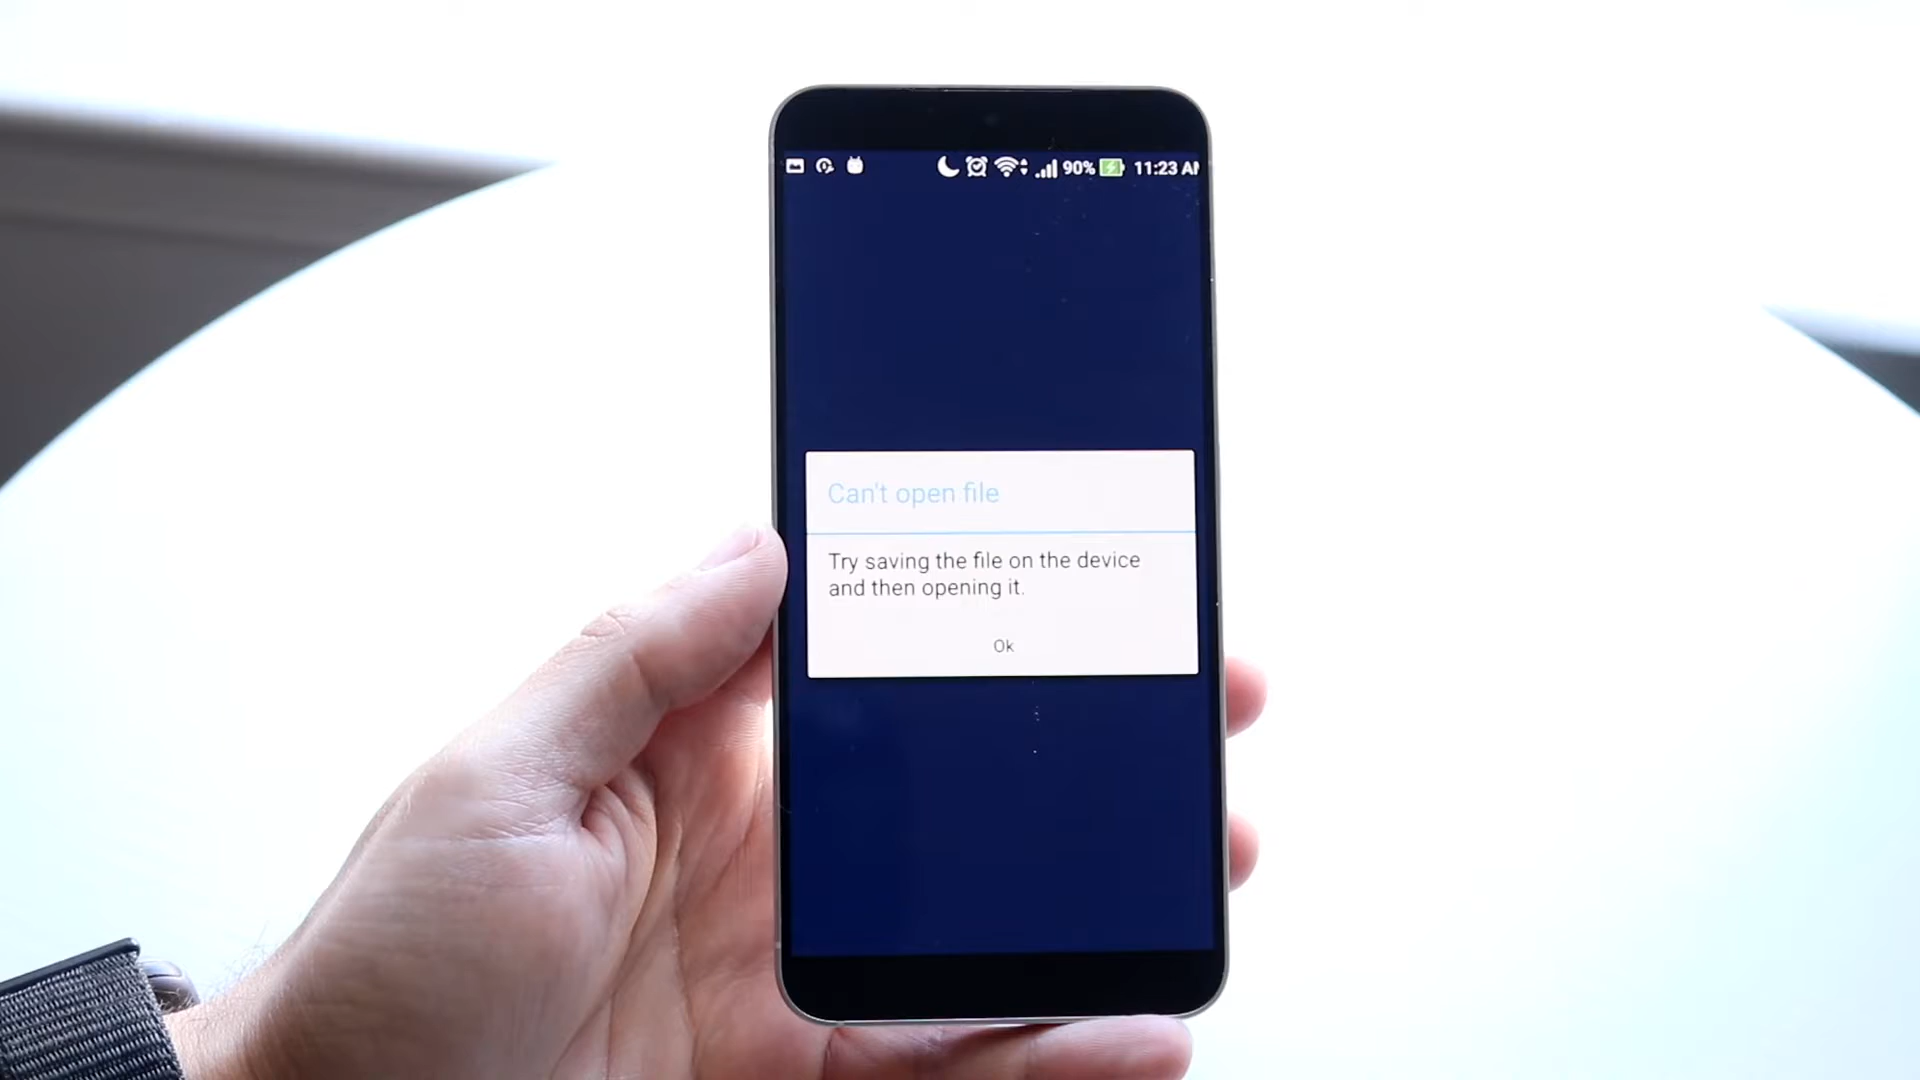 90% 11:23 AM
Can't open file
Try saving the file on the device
and then opening it.
Ok